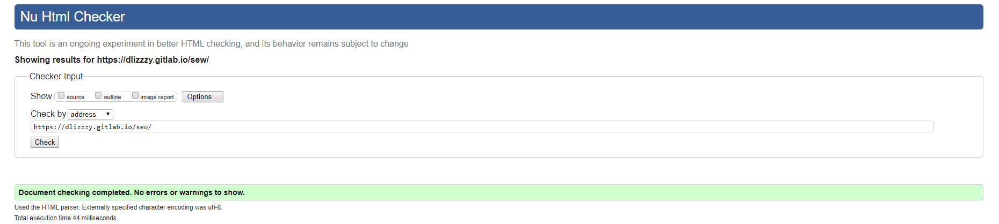 Nu Html Checker
This tool is an ongoing experiment in better HTML checking, and its behavior remains subject to change
Showing results for https://dlizzzy.gitlab.io/sew/
Checker Input
Show source outline image report Options...
Check by address
https://dlizzzy.gitlab.io/sew/
Check
Document checking completed. No errors or warnings to show.
Used the HTML parser. Externally specified character encoding was utf-8.
Total execution time 44 milliseconds.